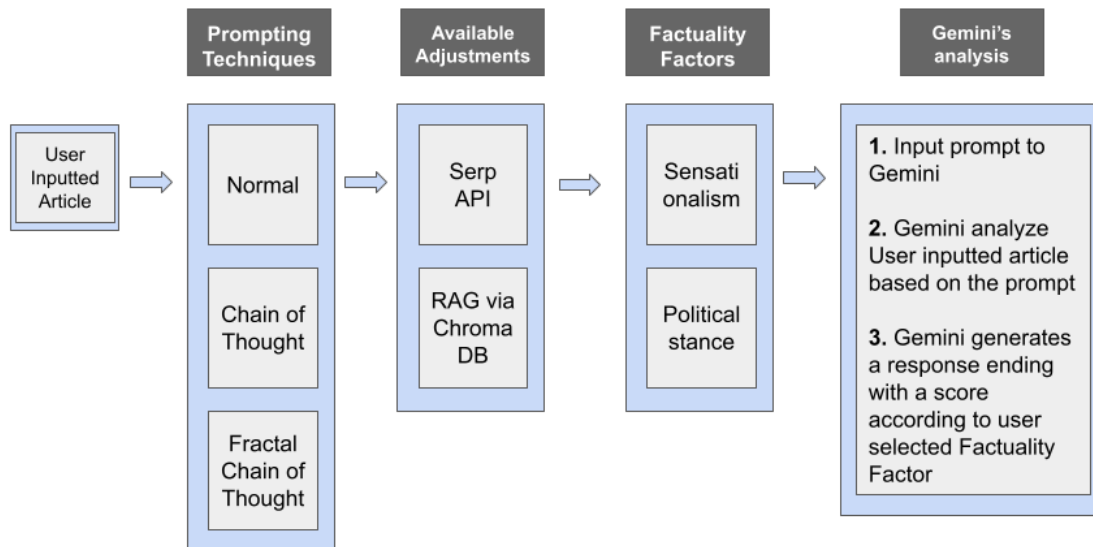 Prompting
Techniques
Available
Adjustments
Factuality
Factors
Gemini's
analysis
User
Inputted
Article
Normal
Chain of
Thought
Fractal
Chain of
Thought
Serp
API
RAG via
Chroma
DB
Sensati
onalism
Political
stance
1. Input prompt to
Gemini
2. Gemini analyze
User inputted article
based on the prompt
3. Gemini generates
a response ending
with a score
according to user
selected Factuality
Factor